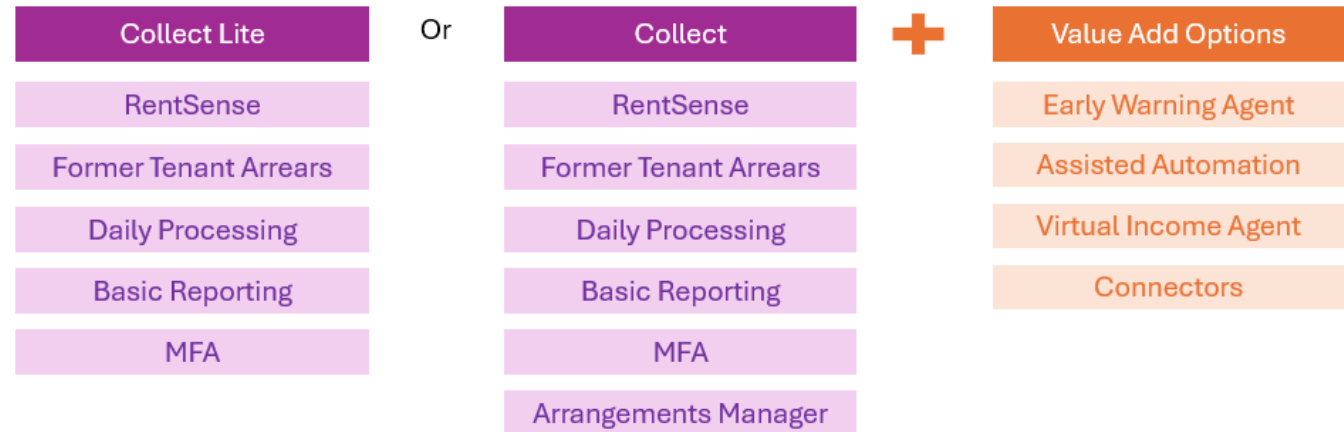 Collect Lite
Or
Collect
Value Add Options
RentSense
RentSense
Early Warning Agent
Former Tenant Arrears
Former Tenant Arrears
Assisted Automation
Daily Processing
Daily Processing
Virtual Income Agent
Basic Reporting
Basic Reporting
Connectors
MFA
MFA
Arrangements Manager